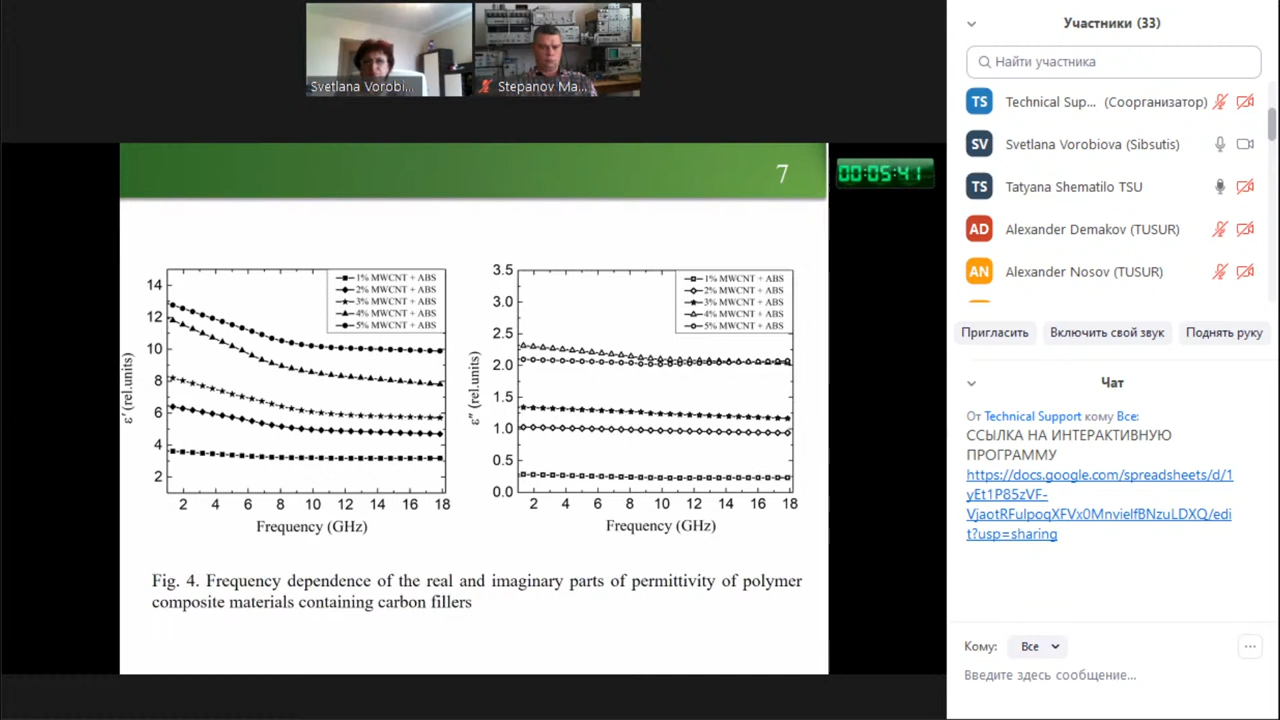 Svetlana Vorobi...
Stepanov Ma...
7
00:05:41
14
12
10
8
6
4
2
ε′ (rel.units)
1% MWCNT + ABS
2% MWCNT + ABS
3% MWCNT + ABS
4% MWCNT + ABS
5% MWCNT + ABS
2 4 6 8 10 12 14 16 18
Frequency (GHz)
3.5
3.0
2.5
2.0
1.5
1.0
0.5
0.0
ε″ (rel.units)
1% MWCNT + ABS
2% MWCNT + ABS
3% MWCNT + ABS
4% MWCNT + ABS
5% MWCNT + ABS
2 4 6 8 10 12 14 16 18
Frequency (GHz)
Fig. 4. Frequency dependence of the real and imaginary parts of permittivity of polymer
composite materials containing carbon fillers
Участники (33)
Найти участника
TS Technical Sup... (Соорганизатор)
SV Svetlana Vorobiova (Sibsutis)
TS Tatyana Shematilo TSU
AD Alexander Demakov (TUSUR)
AN Alexander Nosov (TUSUR)
Пригласить Включить свой звук Поднять руку
Чат
От Technical Support кому Все:
ССЫЛКА НА ИНТЕРАКТИВНУЮ
ПРОГРАММУ
https://docs.google.com/spreadsheets/d/1
yEt1P85zVF-
VjaotRFulpoqXFVx0MnvielfBNzuLDXQ/edi
t?usp=sharing
Кому: Все
Введите здесь сообщение...